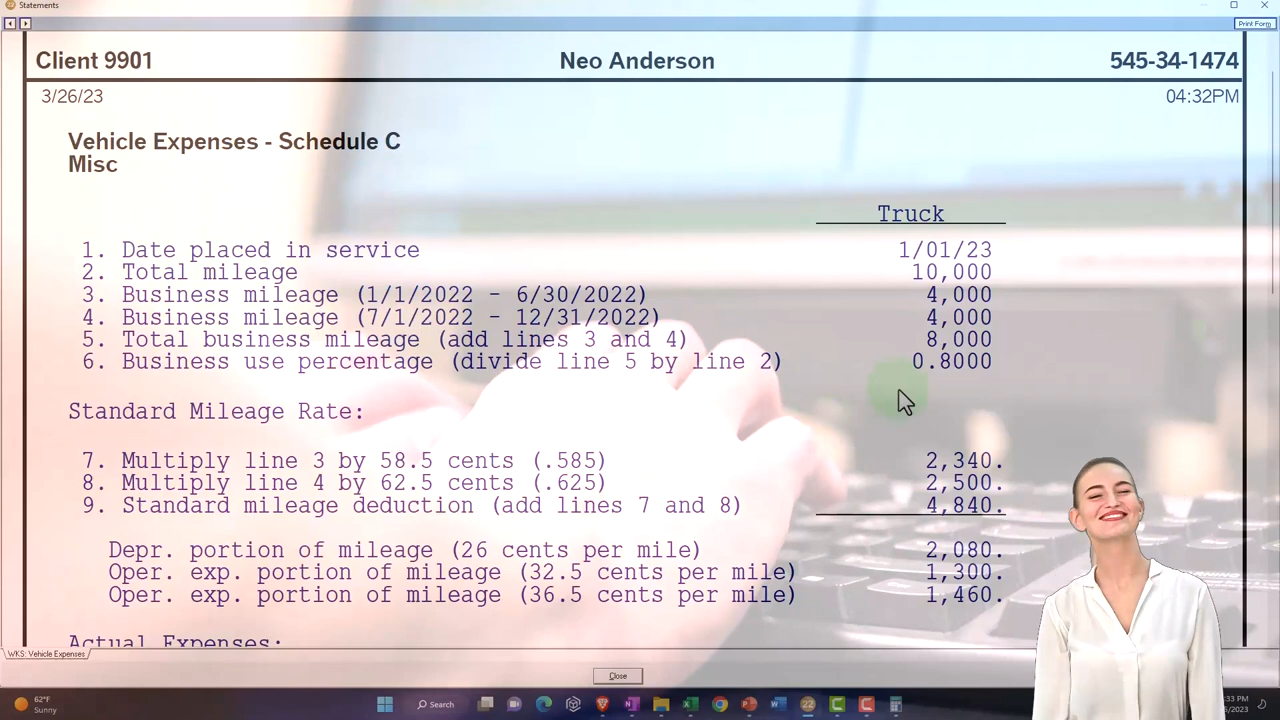 Statements
Print Form
Client 9901 Neo Anderson 545-34-1474
3/26/23 04:32PM
Vehicle Expenses - Schedule C
Misc
Truck
1. Date placed in service 1/01/23
2. Total mileage 10,000
3. Business mileage (1/1/2022 - 6/30/2022) 4,000
4. Business mileage (7/1/2022 - 12/31/2022) 4,000
5. Total business mileage (add lines 3 and 4) 8,000
6. Business use percentage (divide line 5 by line 2) 0.8000
Standard Mileage Rate:
7. Multiply line 3 by 58.5 cents (.585) 2,340.
8. Multiply line 4 by 62.5 cents (.625) 2,500.
9. Standard mileage deduction (add lines 7 and 8) 4,840.
Depr. portion of mileage (26 cents per mile) 2,080.
Oper. exp. portion of mileage (32.5 cents per mile) 1,300.
Oper. exp. portion of mileage (36.5 cents per mile) 1,460.
Actual Expenses:
WKS: Vehicle Expenses
Close
62°F
Sunny
Search